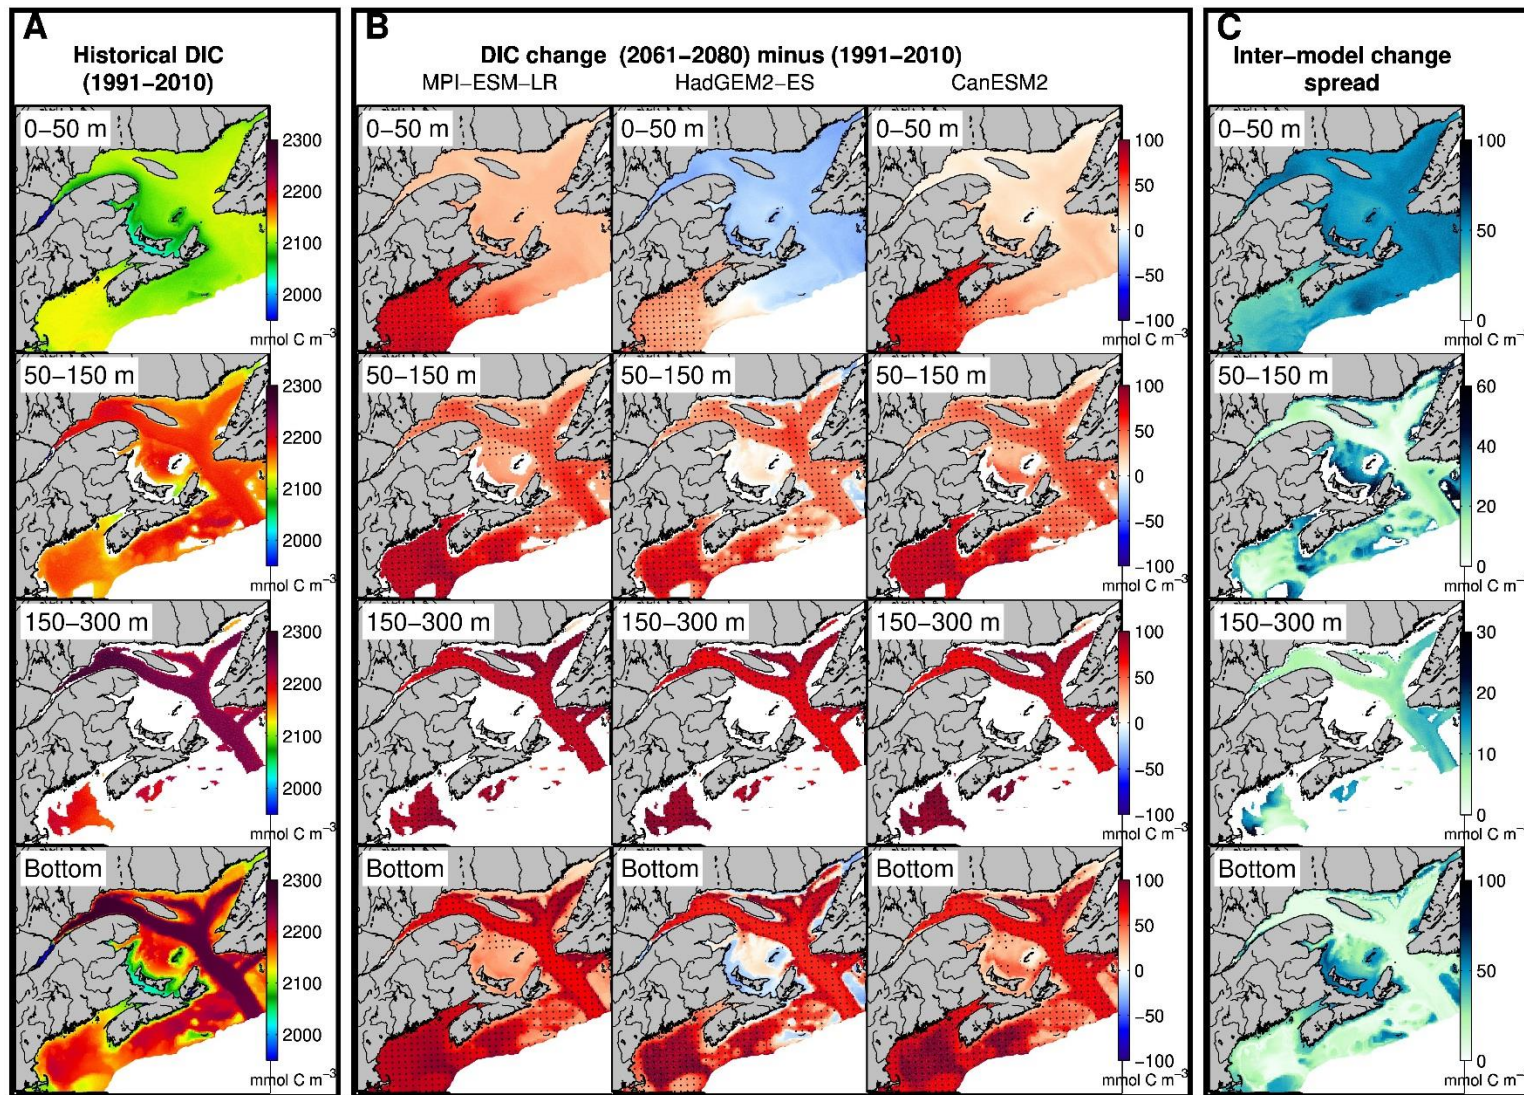 A
Historical DIC
(1991–2010)
B
DIC change (2061–2080) minus (1991–2010)
MPI–ESM–LR
HadGEM2–ES
CanESM2
C
Inter–model change
spread
0–50 m
2300
2200
2100
2000
mmol C m⁻³
0–50 m
0–50 m
0–50 m
100
50
0
−50
−100
mmol C m⁻³
0–50 m
100
50
0
mmol C m⁻³
50–150 m
2300
2200
2100
2000
mmol C m⁻³
50–150 m
50–150 m
50–150 m
100
50
0
−50
−100
mmol C m⁻³
50–150 m
60
40
20
0
mmol C m⁻³
150–300 m
2300
2200
2100
2000
mmol C m⁻³
150–300 m
150–300 m
150–300 m
100
50
0
−50
−100
mmol C m⁻³
150–300 m
30
20
10
0
mmol C m⁻³
Bottom
2300
2200
2100
2000
mmol C m⁻³
Bottom
Bottom
Bottom
100
50
0
−50
−100
mmol C m⁻³
Bottom
100
50
0
mmol C m⁻³